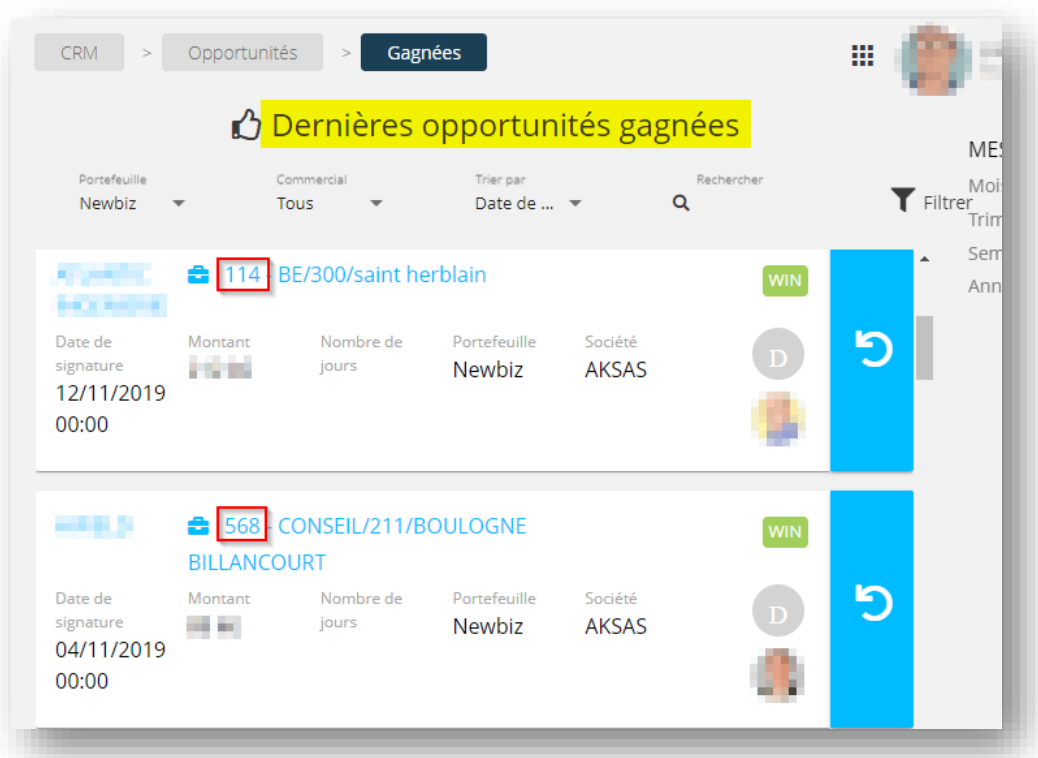 CRM > Opportunités > Gagnées
Dernières opportunités gagnées
MES
Portefeuille Commercial Trier par Rechercher
Newbiz Tous Date de ... Filtrer
Mois
Trim
Sem
Ann
114 - BE/300/saint herblain WIN
Date de signature Montant Nombre de jours Portefeuille Société
12/11/2019 00:00 Newbiz AKSAS D
568 - CONSEIL/211/BOULOGNE
BILLANCOURT WIN
Date de signature Montant Nombre de jours Portefeuille Société
04/11/2019 00:00 Newbiz AKSAS D